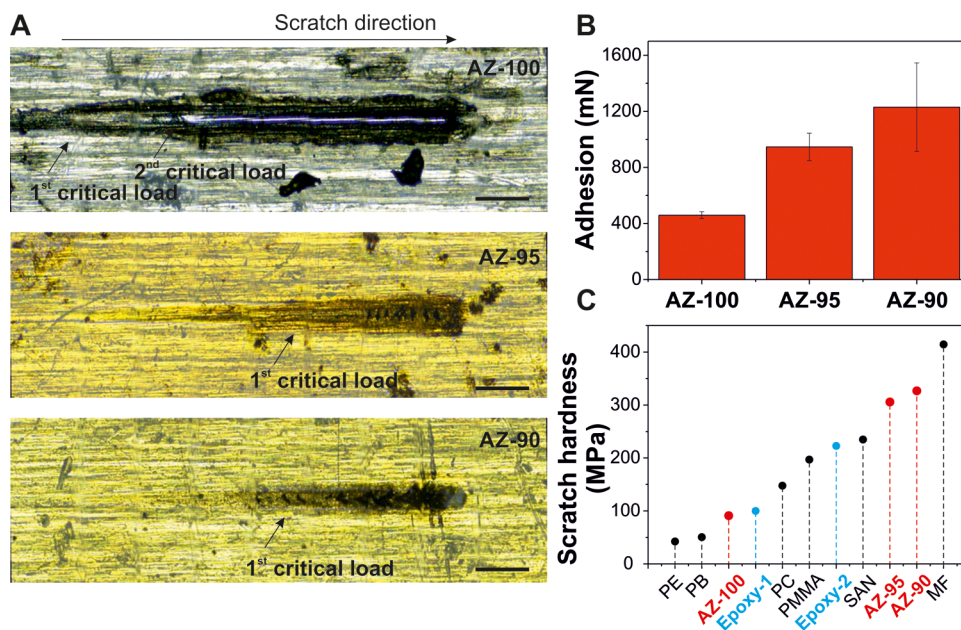 A
Scratch direction
AZ-100
1st critical load
2nd critical load
AZ-95
1st critical load
AZ-90
1st critical load
B
Adhesion (mN)
1600
1200
800
400
0
AZ-100 AZ-95 AZ-90
C
Scratch hardness
(MPa)
400
300
200
100
0
PE PB AZ-100 Epoxy-1 PC PMMA Epoxy-2 SAN AZ-95 AZ-90 MF